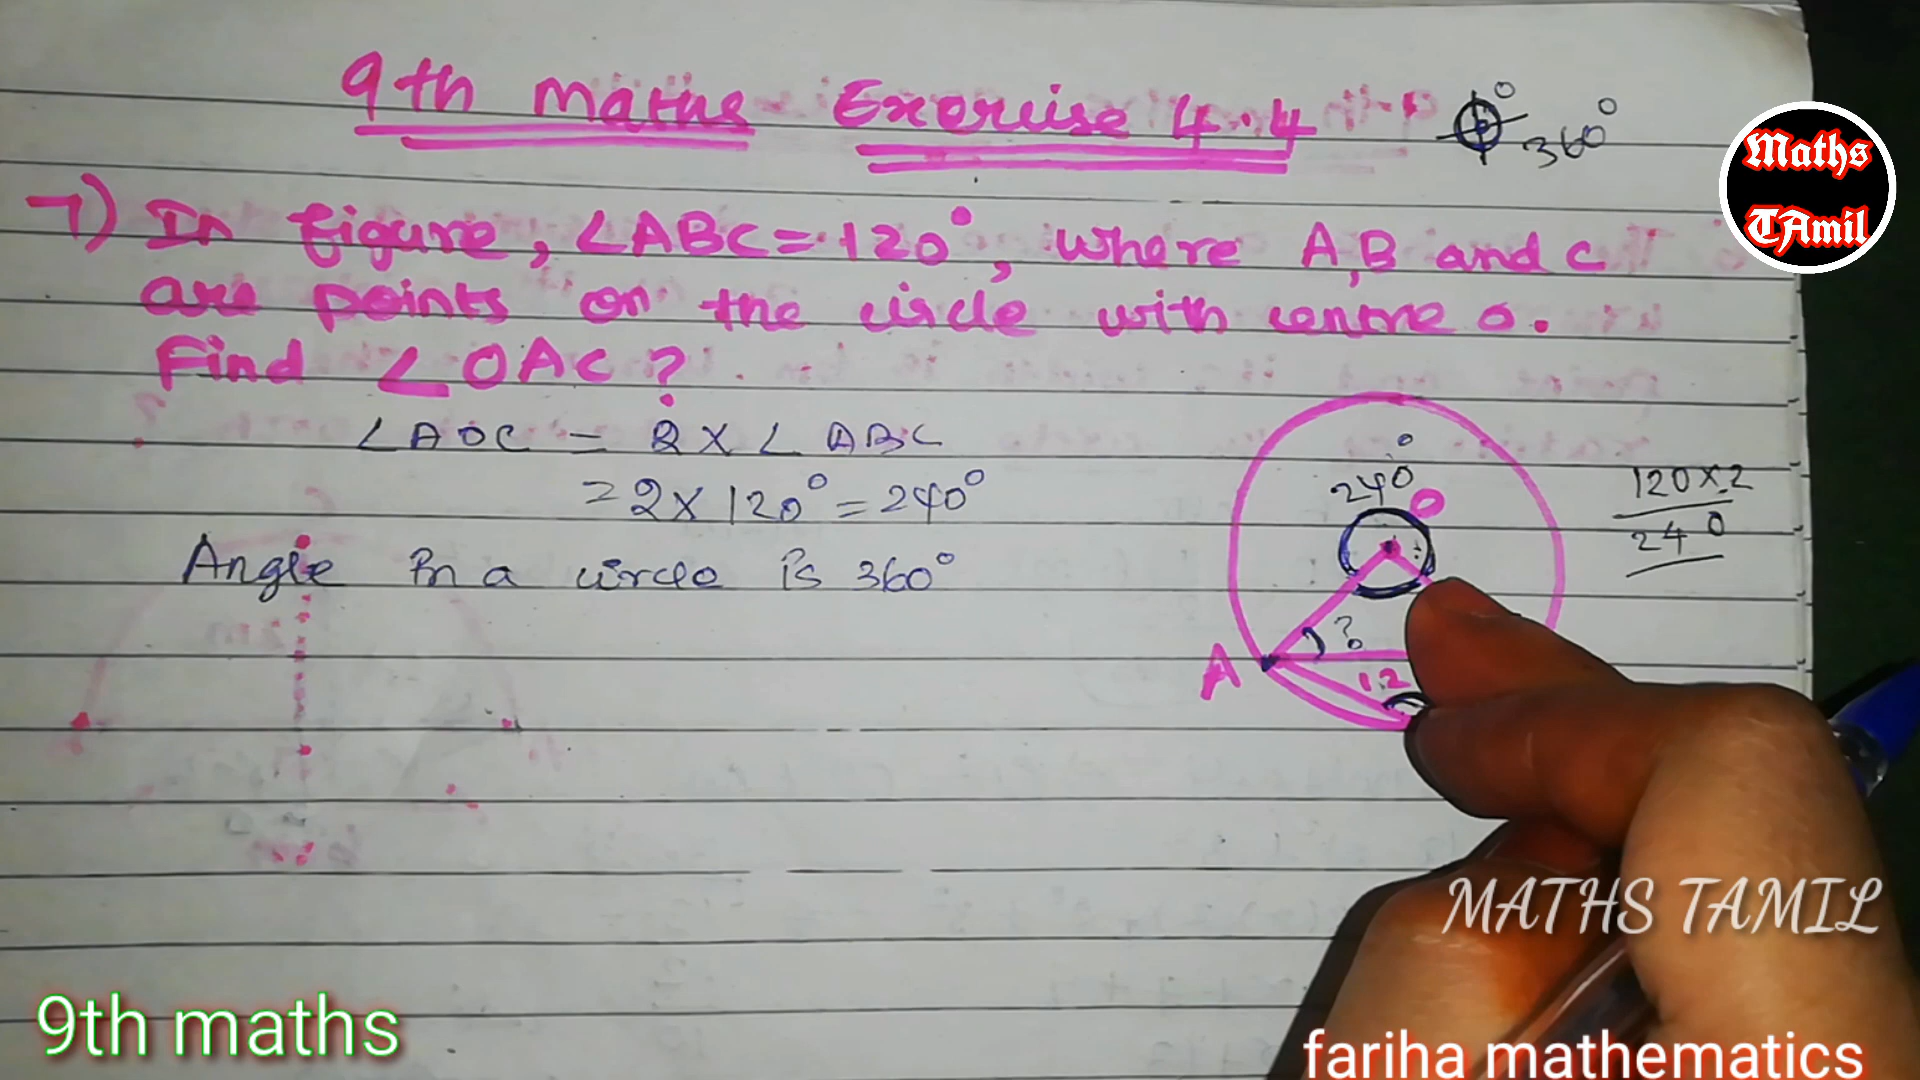 9th Maths Exercise 4.4
360°
Maths
TAmil
7) In figure, ∠ABC = 120°, where A,B and C
are points on the circle with centre O.
Find ∠OAC?
∠AOC = 2 × ∠ABC
= 2 × 120° = 240°
Angle in a circle is 360°
240°
O
?
A
12
120×2
240
MATHS TAMIL
9th maths
fariha mathematics